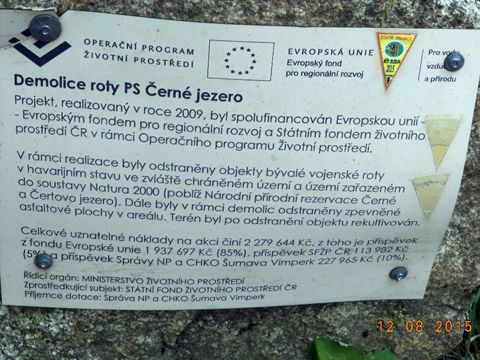 OPERAČNÍ PROGRAM
ŽIVOTNÍ PROSTŘEDÍ
EVROPSKÁ UNIE
Evropský fond
pro regionální rozvoj
Pro vodu,
vzduch
a přírodu
Demolice roty PS Černé jezero
Projekt, realizovaný v roce 2009, byl spolufinancován Evropskou unií -
- Evropským fondem pro regionální rozvoj a Státním fondem životního
prostředí ČR v rámci Operačního programu Životní prostředí.
V rámci realizace byly odstraněny objekty bývalé vojenské roty
v havarijním stavu ve zvláště chráněném území a území zařazeném
do soustavy Natura 2000 (poblíž Národní přírodní rezervace Černé
a Čertovo jezero). Dále byly v rámci demolic odstraněny zpevněné
asfaltové plochy v areálu. Terén byl po odstranění objektu rekultivován.
Celkové uznatelné náklady na akci činí 2 279 644 Kč, z toho je příspěvek
z fondu Evropské unie 1 937 697 Kč (85%), příspěvek SFŽP ČR 113 982 Kč
(5%) a příspěvek Správy NP a CHKO Šumava Vimperk 227 965 Kč (10%).
Řídící orgán: MINISTERSTVO ŽIVOTNÍHO PROSTŘEDÍ
Zprostředkující subjekt: STÁTNÍ FOND ŽIVOTNÍHO PROSTŘEDÍ ČR
Příjemce dotace: Správa NP a CHKO Šumava Vimperk
12 08 2015